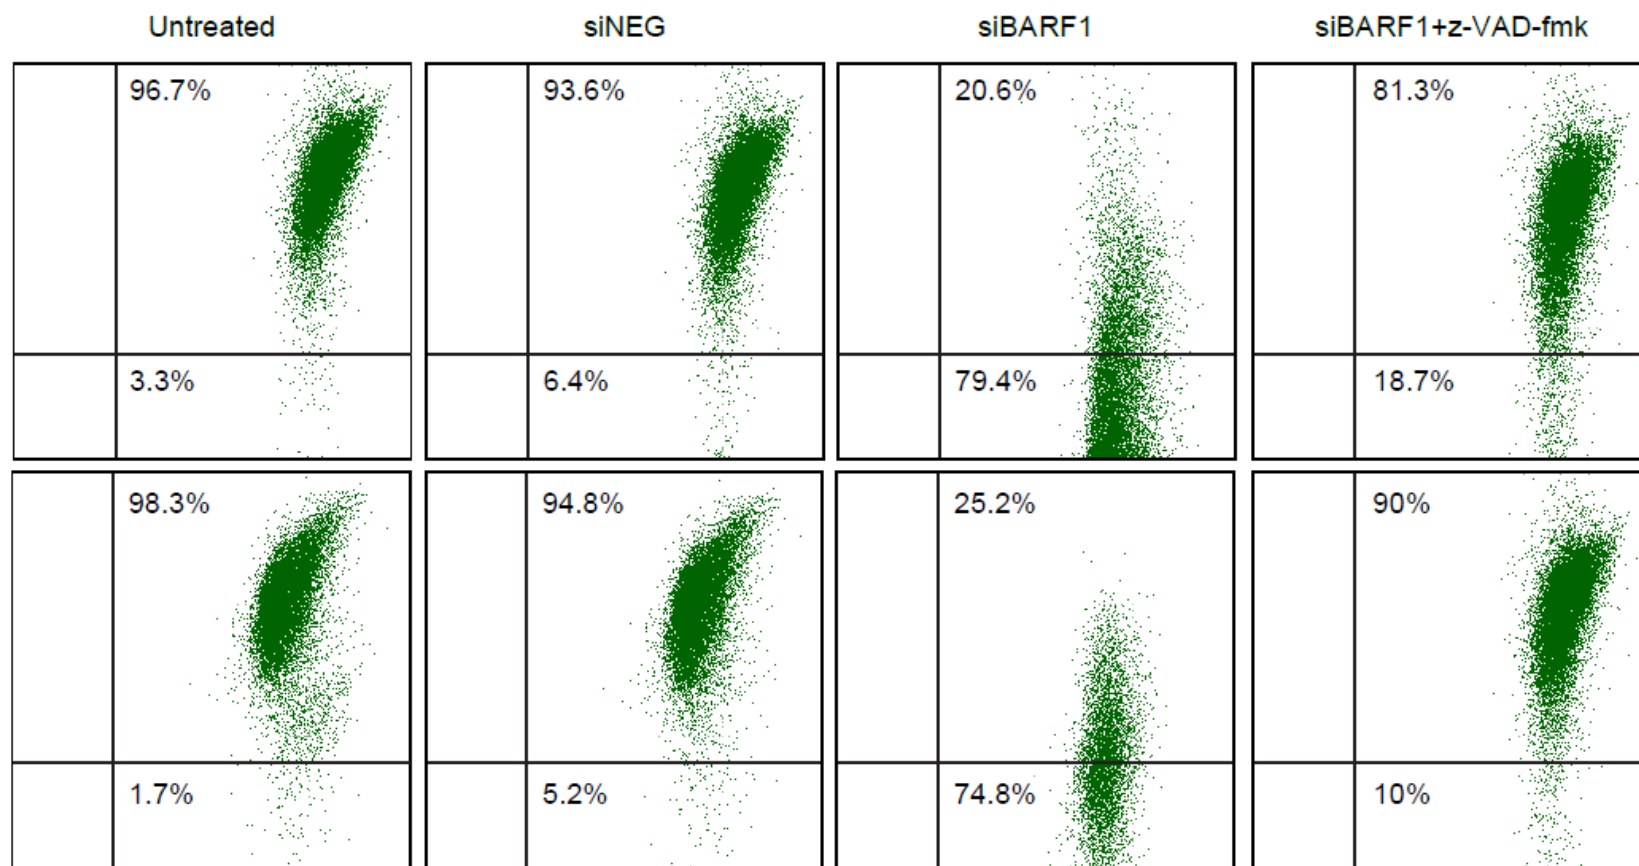 Untreated siNEG siBARF1 siBARF1+z-VAD-fmk
96.7% 93.6% 20.6% 81.3%
3.3% 6.4% 79.4% 18.7%
98.3% 94.8% 25.2% 90%
1.7% 5.2% 74.8% 10%